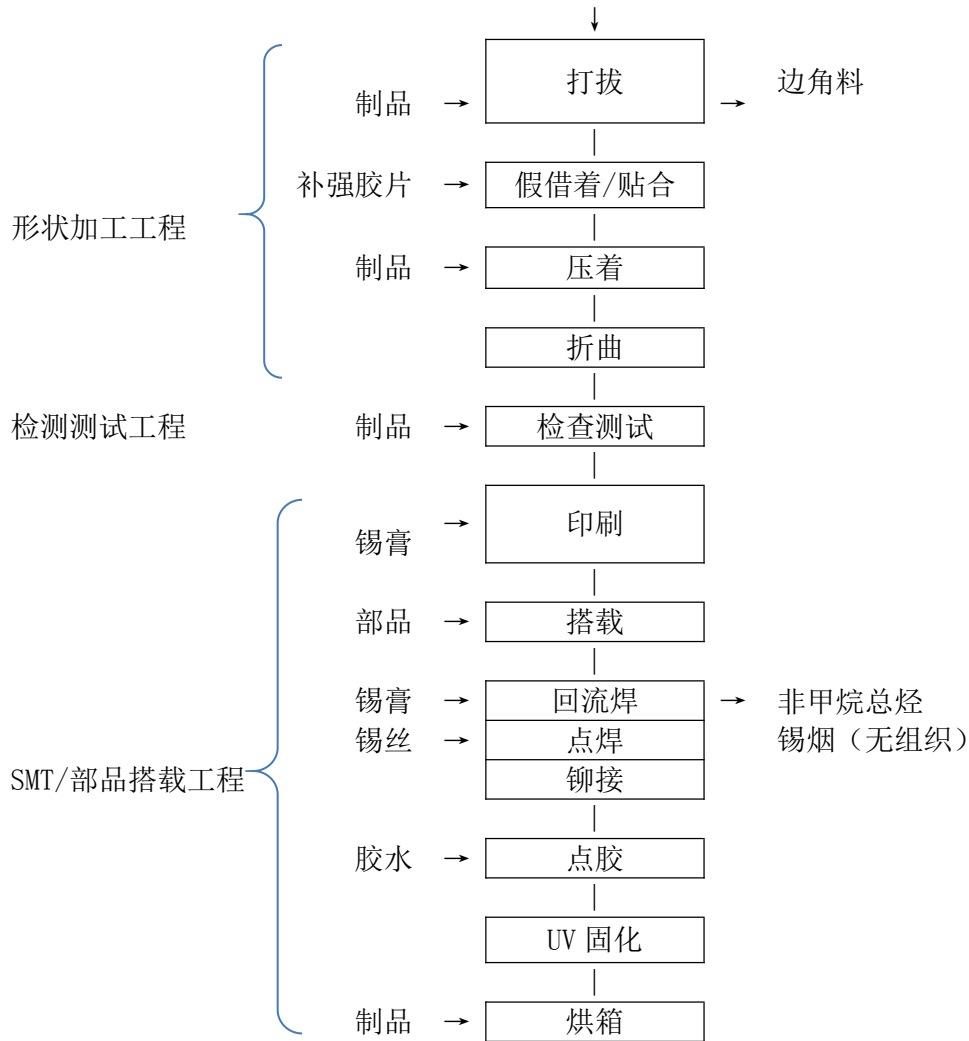 ↓
打拔
边角料
制品 → →
补强胶片 → 假借着/贴合
形状加工工程
制品 → 压着
折曲
检测测试工程 制品 → 检查测试
印刷
锡膏 →
部品 → 搭载
锡膏 → 回流焊 → 非甲烷总烃
锡丝 → 点焊 锡烟（无组织）
SMT/部品搭载工程 铆接
胶水 → 点胶
UV 固化
制品 → 烘箱